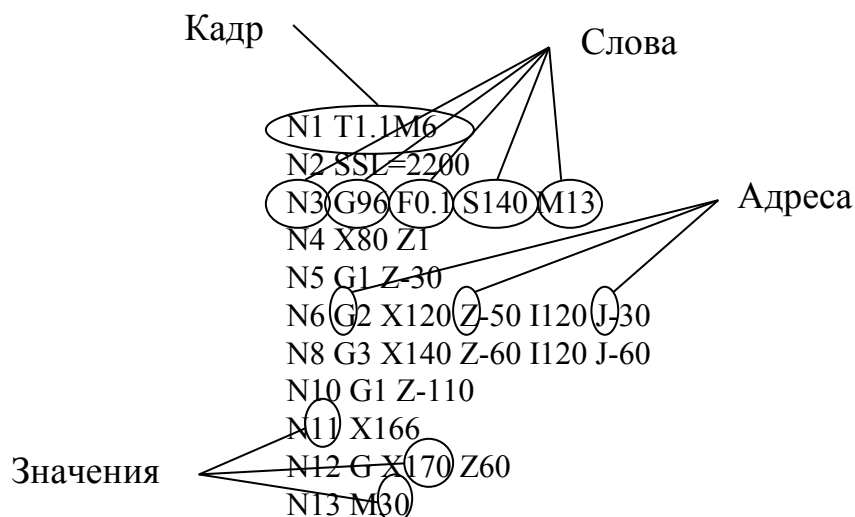 Кадр
Слова
N1 T1.1M6
N2 SSL=2200
N3 G96 F0.1 S140 M13
Адреса
N4 X80 Z1
N5 G1 Z-30
N6 G2 X120 Z-50 I120 J-30
N8 G3 X140 Z-60 I120 J-60
N10 G1 Z-110
N11 X166
Значения
N12 G X170 Z60
N13 M30